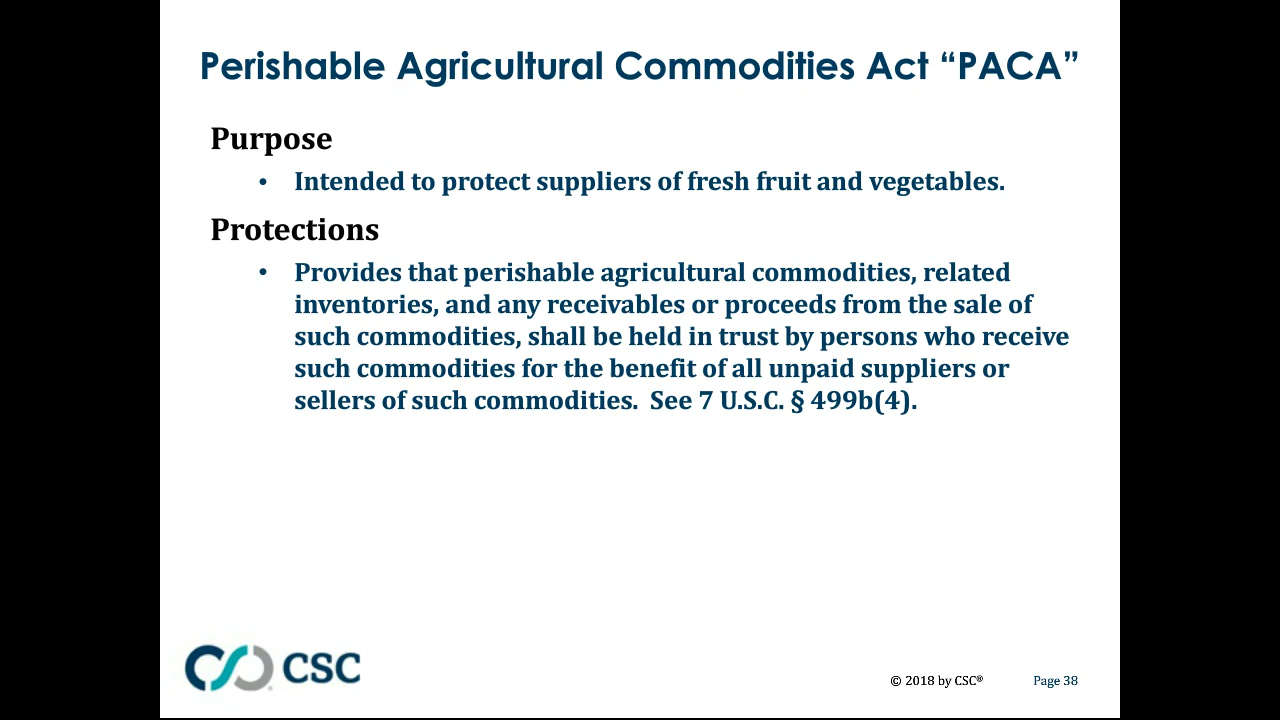 Perishable Agricultural Commodities Act “PACA”
Purpose
• Intended to protect suppliers of fresh fruit and vegetables.
Protections
• Provides that perishable agricultural commodities, related
inventories, and any receivables or proceeds from the sale of
such commodities, shall be held in trust by persons who receive
such commodities for the benefit of all unpaid suppliers or
sellers of such commodities. See 7 U.S.C. § 499b(4).
CSC
© 2018 by CSC® Page 38